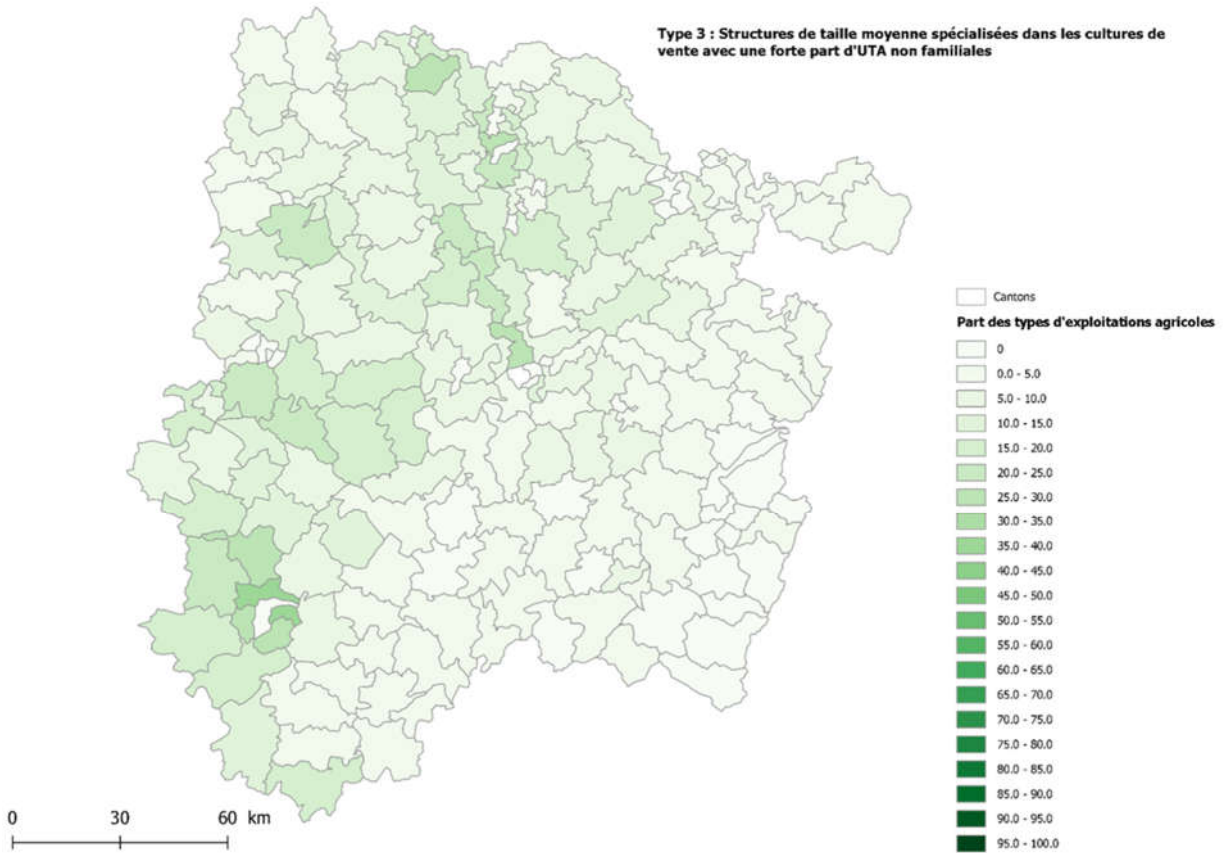 Type 3 : Structures de taille moyenne spécialisées dans les cultures de
vente avec une forte part d'UTA non familiales
Cantons
Part des types d'exploitations agricoles
0
0.0 - 5.0
5.0 - 10.0
10.0 - 15.0
15.0 - 20.0
20.0 - 25.0
25.0 - 30.0
30.0 - 35.0
35.0 - 40.0
40.0 - 45.0
45.0 - 50.0
50.0 - 55.0
55.0 - 60.0
60.0 - 65.0
65.0 - 70.0
70.0 - 75.0
75.0 - 80.0
80.0 - 85.0
85.0 - 90.0
90.0 - 95.0
95.0 - 100.0
0 30 60 km